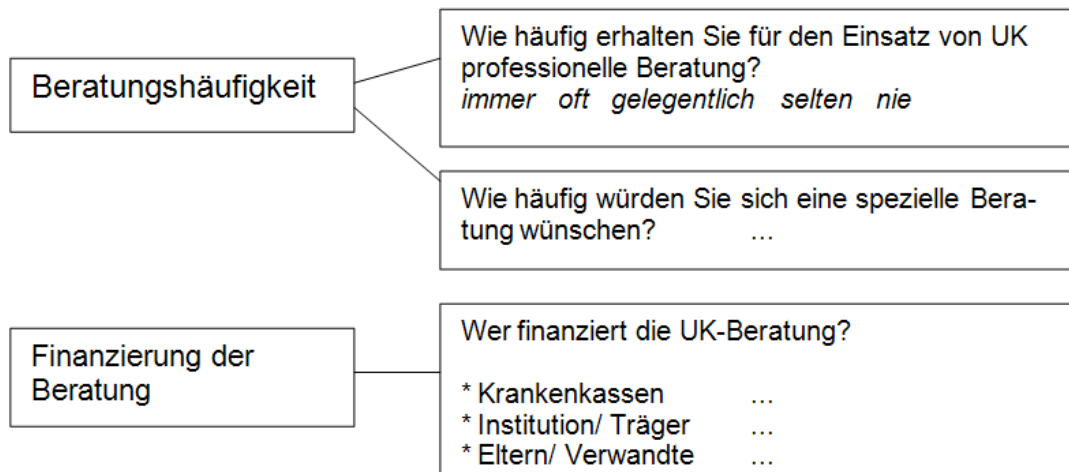 Beratungshäufigkeit
Wie häufig erhalten Sie für den Einsatz von UK
professionelle Beratung?
immer oft gelegentlich selten nie
Wie häufig würden Sie sich eine spezielle Bera-
tung wünschen? ...
Finanzierung der
Beratung
Wer finanziert die UK-Beratung?
* Krankenkassen ...
* Institution/ Träger ...
* Eltern/ Verwandte ...